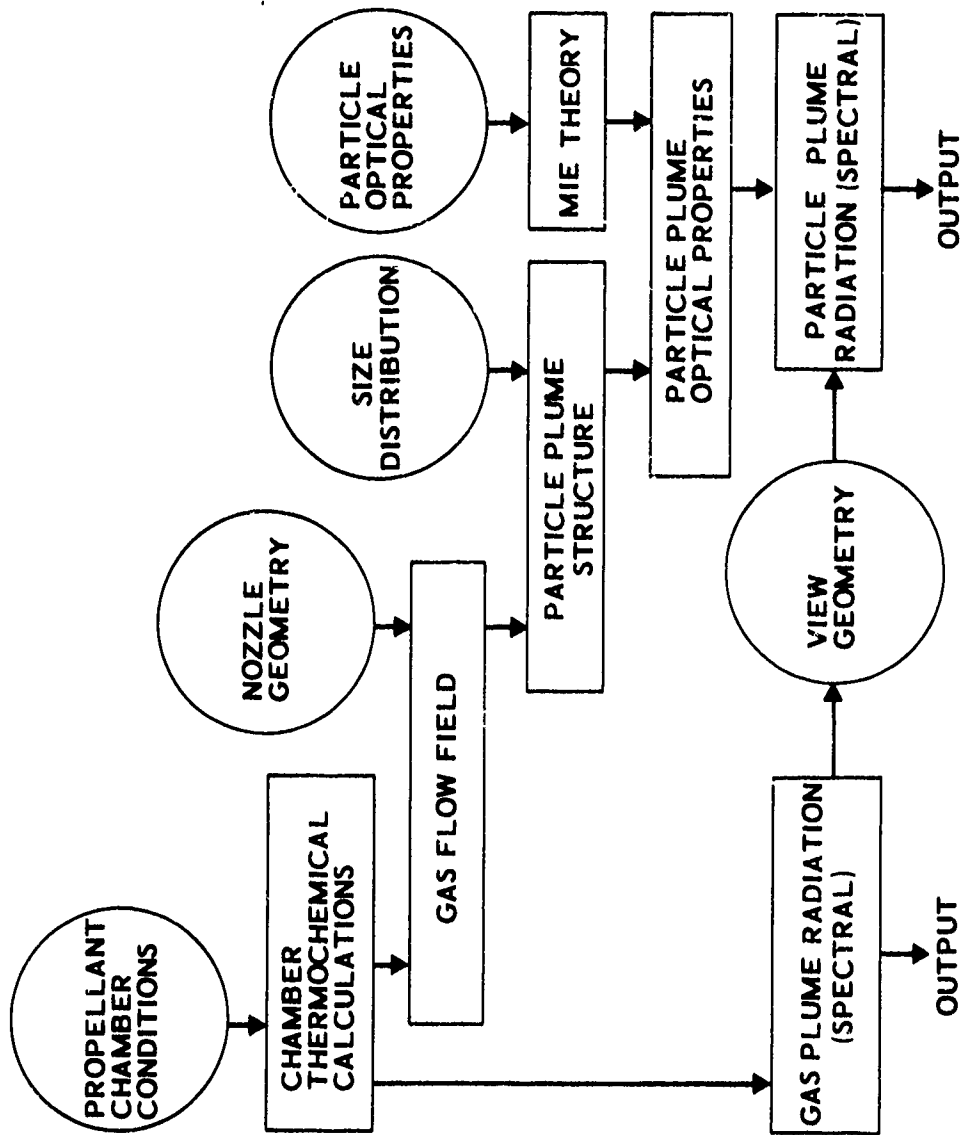 PROPELLANT
CHAMBER
CONDITIONS
CHAMBER
THERMOCHEMICAL
CALCULATIONS
NOZZLE
GEOMETRY
GAS FLOW FIELD
SIZE
DISTRIBUTION
PARTICLE PLUME
STRUCTURE
PARTICLE
OPTICAL
PROPERTIES
MIE THEORY
PARTICLE PLUME
OPTICAL PROPERTIES
GAS PLUME RADIATION
(SPECTRAL)
OUTPUT
VIEW
GEOMETRY
PARTICLE PLUME
RADIATION (SPECTRAL)
OUTPUT